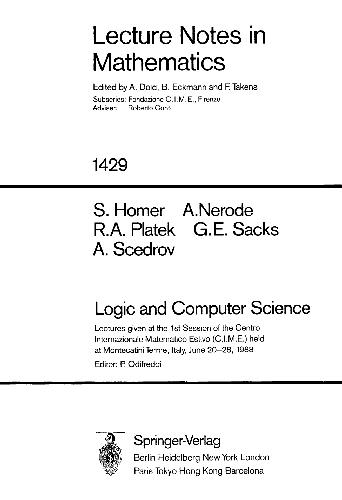 Lecture Notes in
Mathematics
Edited by A. Dold, B. Eckmann and F. Takens
Subseries: Fondazione C.I.M.E., Firenze
Adviser: Roberto Conti
1429
S. Homer A.Nerode
R.A. Platek G.E. Sacks
A. Scedrov
Logic and Computer Science
Lectures given at the 1st Session of the Centro
Internazionale Matematico Estivo (C.I.M.E.) held
at Montecatini Terme, Italy, June 20–28, 1988
Editor: P. Odifreddi
Springer-Verlag
Berlin Heidelberg New York London
Paris Tokyo Hong Kong Barcelona